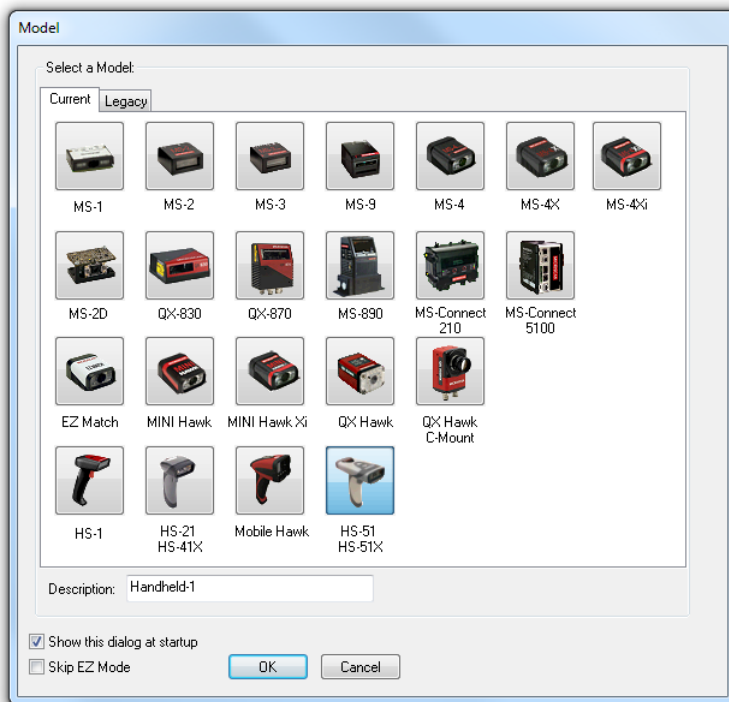 Model
Select a Model:
Current Legacy
MS-1 MS-2 MS-3 MS-9 MS-4 MS-4X MS-4Xi
MS-2D QX-830 QX-870 MS-890 MS-Connect 210 MS-Connect 5100
EZ Match MINI Hawk MINI Hawk Xi QX Hawk QX Hawk C-Mount
HS-1 HS-21 HS-41X Mobile Hawk HS-51 HS-51X
Description: Handheld-1
Show this dialog at startup
Skip EZ Mode OK Cancel